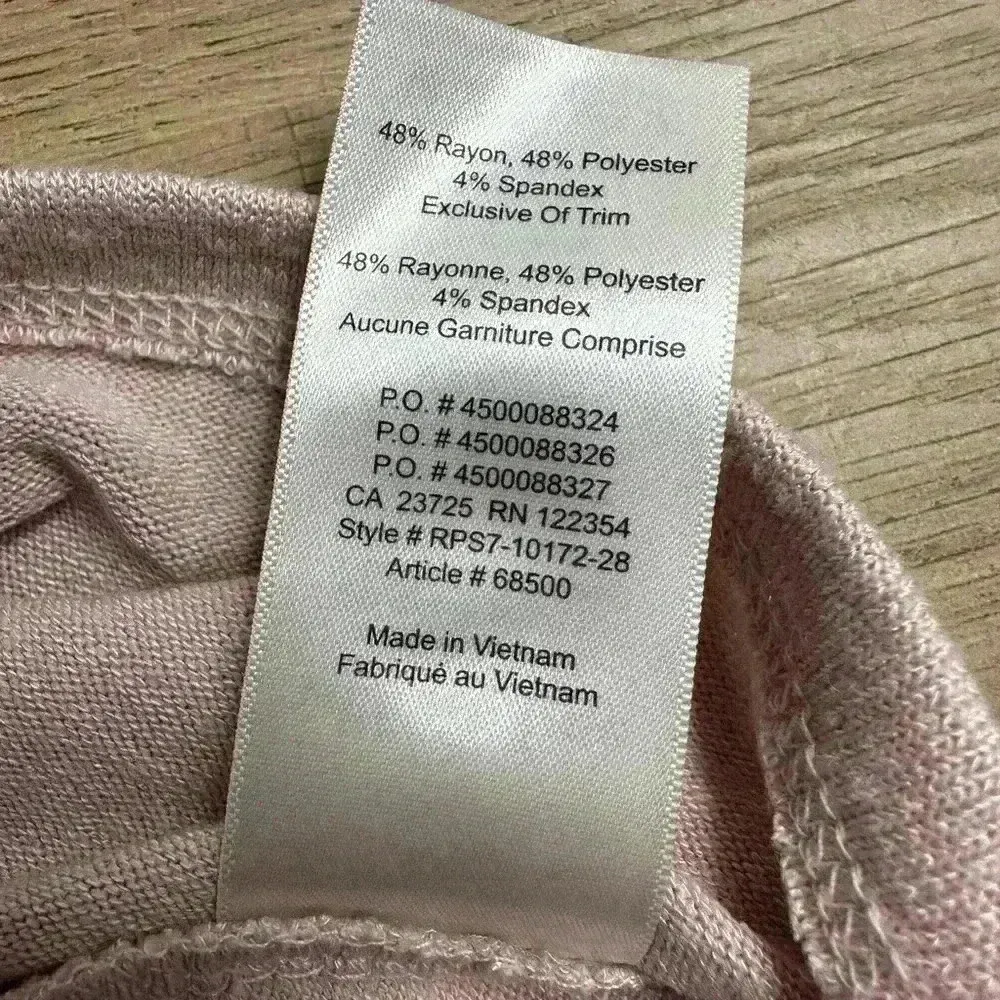 48% Rayon, 48% Polyester
4% Spandex
Exclusive Of Trim
48% Rayonne, 48% Polyester
4% Spandex
Aucune Garniture Comprise
P.O. # 4500088324
P.O. # 4500088326
P.O. # 4500088327
CA 23725 RN 122354
Style # RPS7-10172-28
Article # 68500
Made in Vietnam
Fabriqué au Vietnam